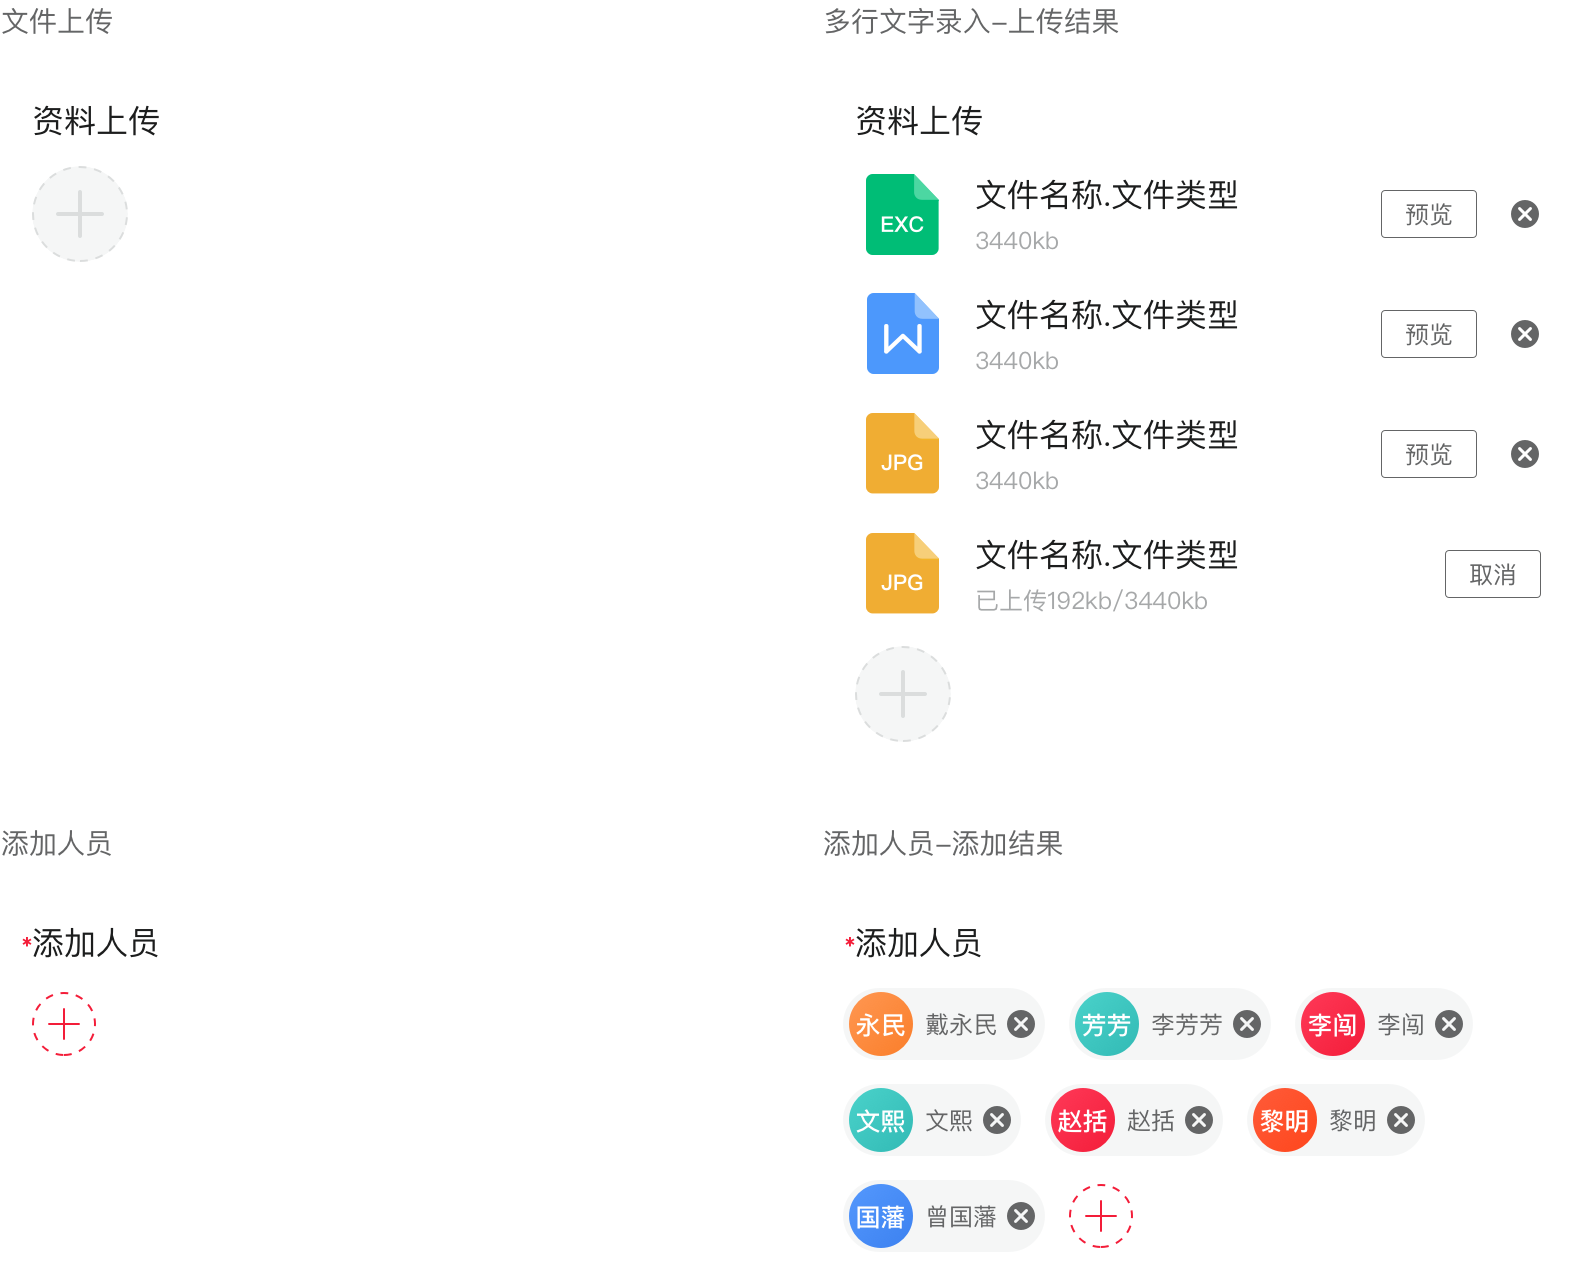 文件上传
多行文字录入-上传结果
资料上传
资料上传
EXC
文件名称.文件类型
3440kb
预览
文件名称.文件类型
3440kb
预览
JPG
文件名称.文件类型
3440kb
预览
JPG
文件名称.文件类型
已上传192kb/3440kb
取消
添加人员
添加人员-添加结果
*添加人员
*添加人员
永民 戴永民
芳芳 李芳芳
李闯 李闯
文熙 文熙
赵括 赵括
黎明 黎明
国藩 曾国藩